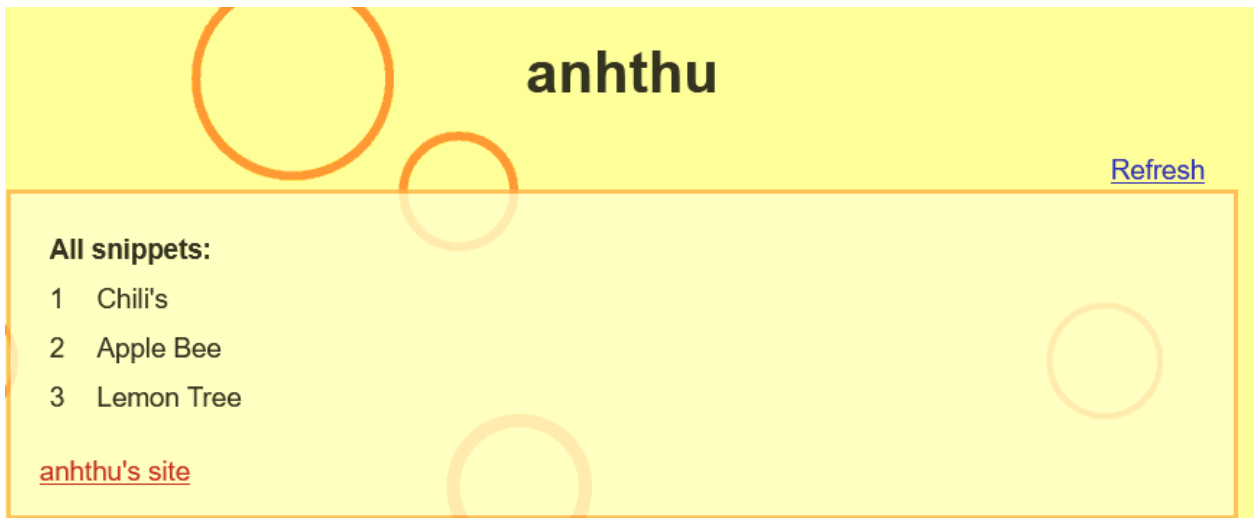 anhthu
Refresh
All snippets:
1 Chili's
2 Apple Bee
3 Lemon Tree
anhthu's site